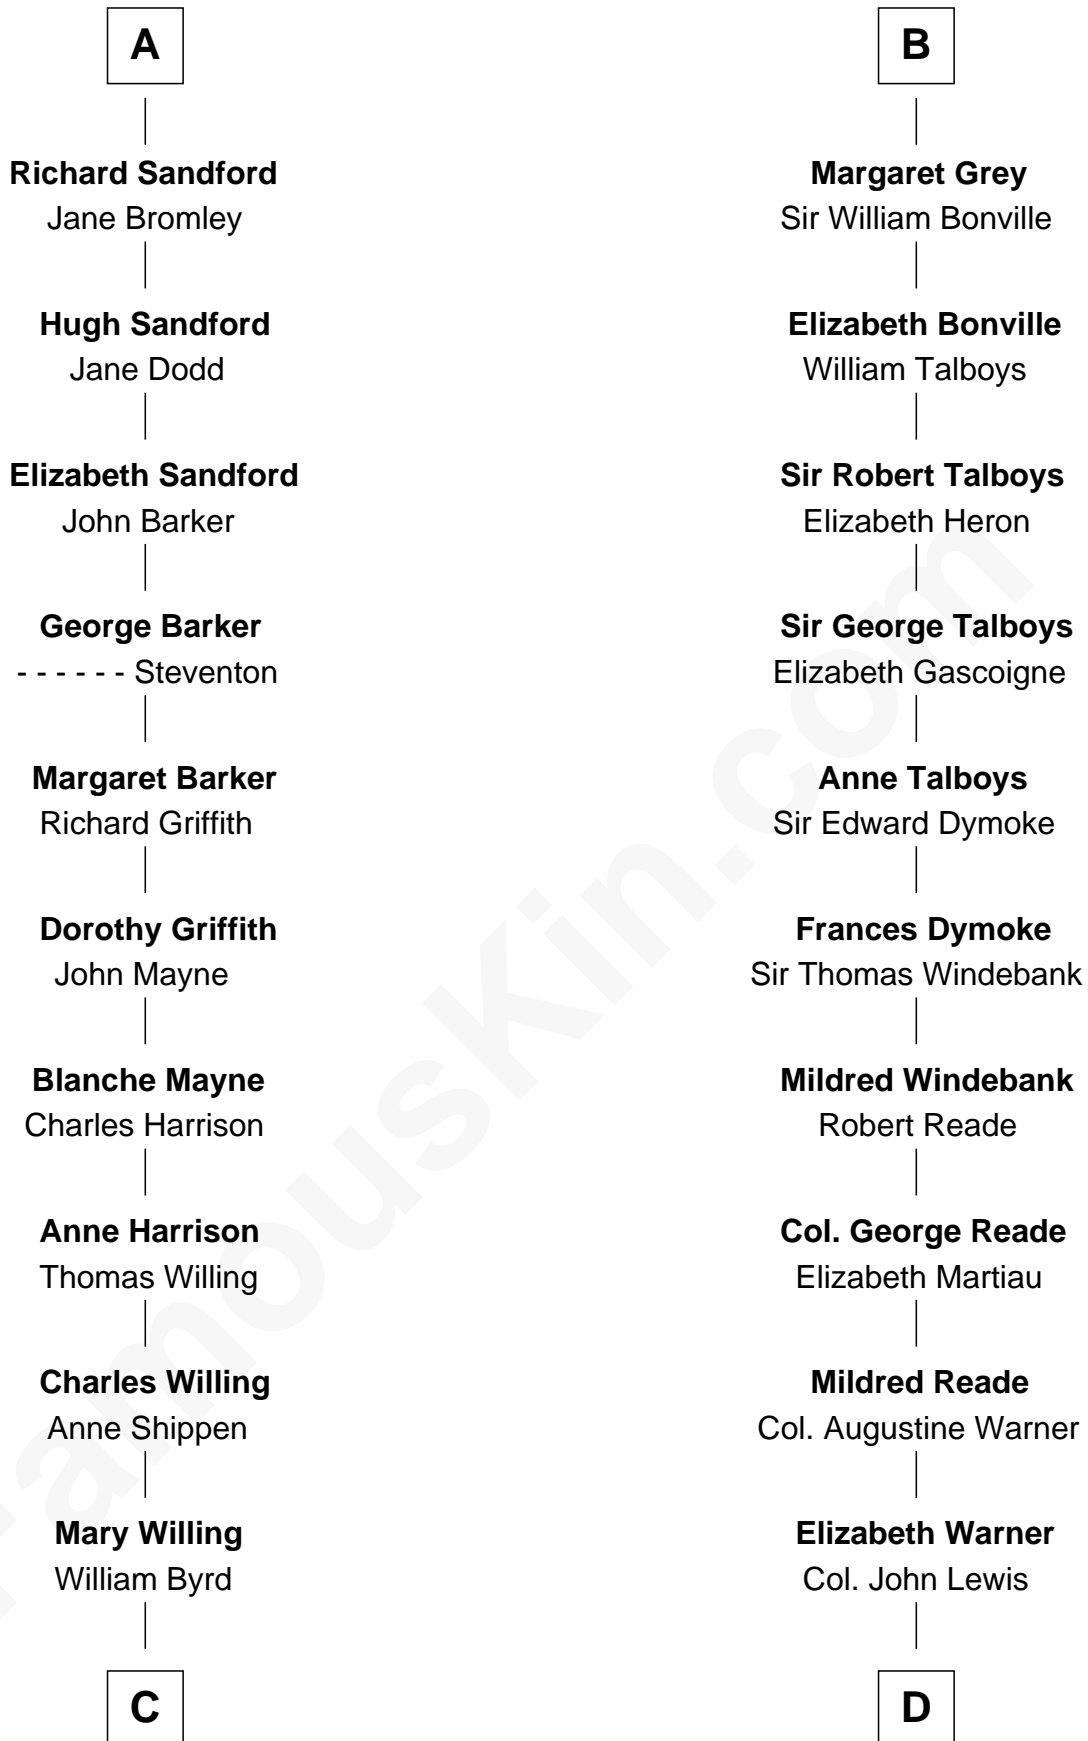 A
Richard Sandford
Jane Bromley
Hugh Sandford
Jane Dodd
Elizabeth Sandford
John Barker
George Barker
- - - - - - Steventon
Margaret Barker
Richard Griffith
Dorothy Griffith
John Mayne
Blanche Mayne
Charles Harrison
Anne Harrison
Thomas Willing
Charles Willing
Anne Shippen
Mary Willing
William Byrd
C
B
Margaret Grey
Sir William Bonville
Elizabeth Bonville
William Talboys
Sir Robert Talboys
Elizabeth Heron
Sir George Talboys
Elizabeth Gascoigne
Anne Talboys
Sir Edward Dymoke
Frances Dymoke
Sir Thomas Windebank
Mildred Windebank
Robert Reade
Col. George Reade
Elizabeth Martiau
Mildred Reade
Col. Augustine Warner
Elizabeth Warner
Col. John Lewis
D
FamousKin.com